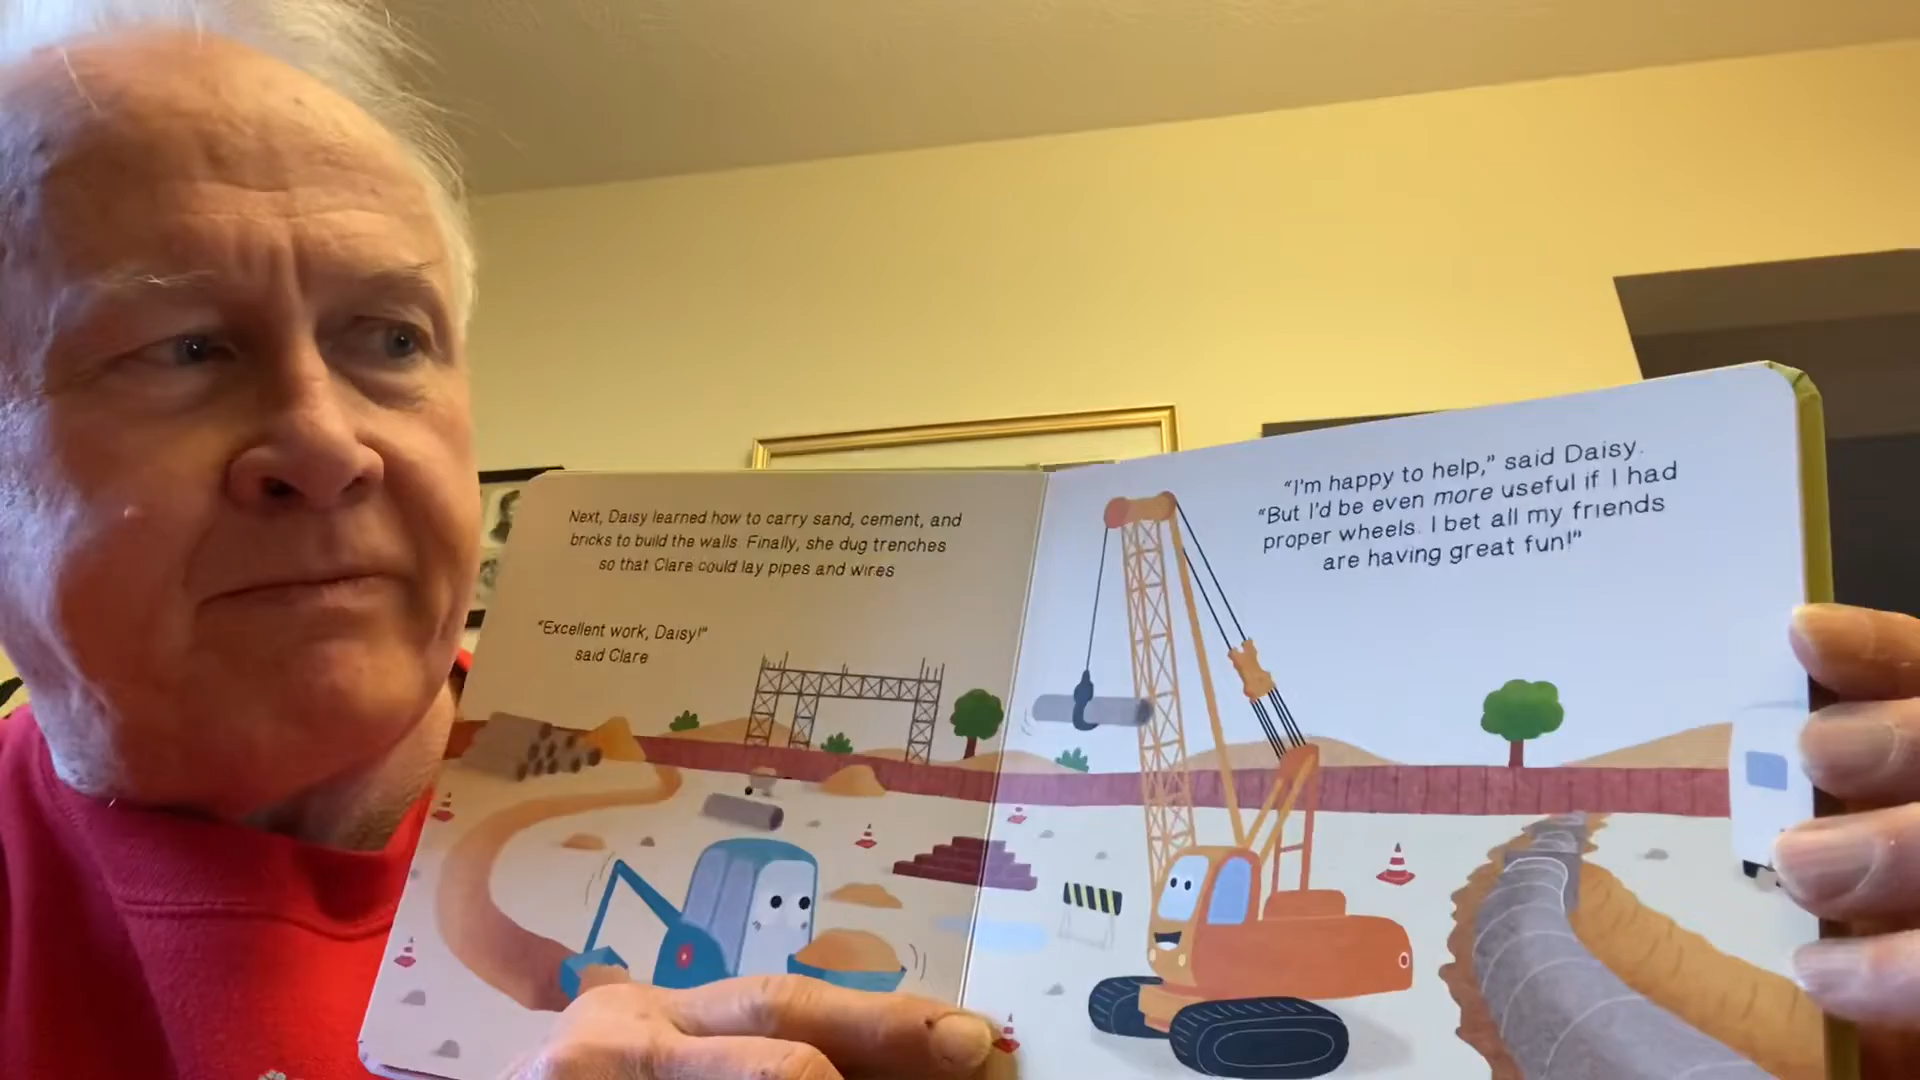 Next, Daisy learned how to carry sand, cement, and
bricks to build the walls. Finally, she dug trenches
so that Clare could lay pipes and wires
"Excellent work, Daisy!"
said Clare
"I'm happy to help," said Daisy.
"But I'd be even more useful if I had
proper wheels. I bet all my friends
are having great fun!"